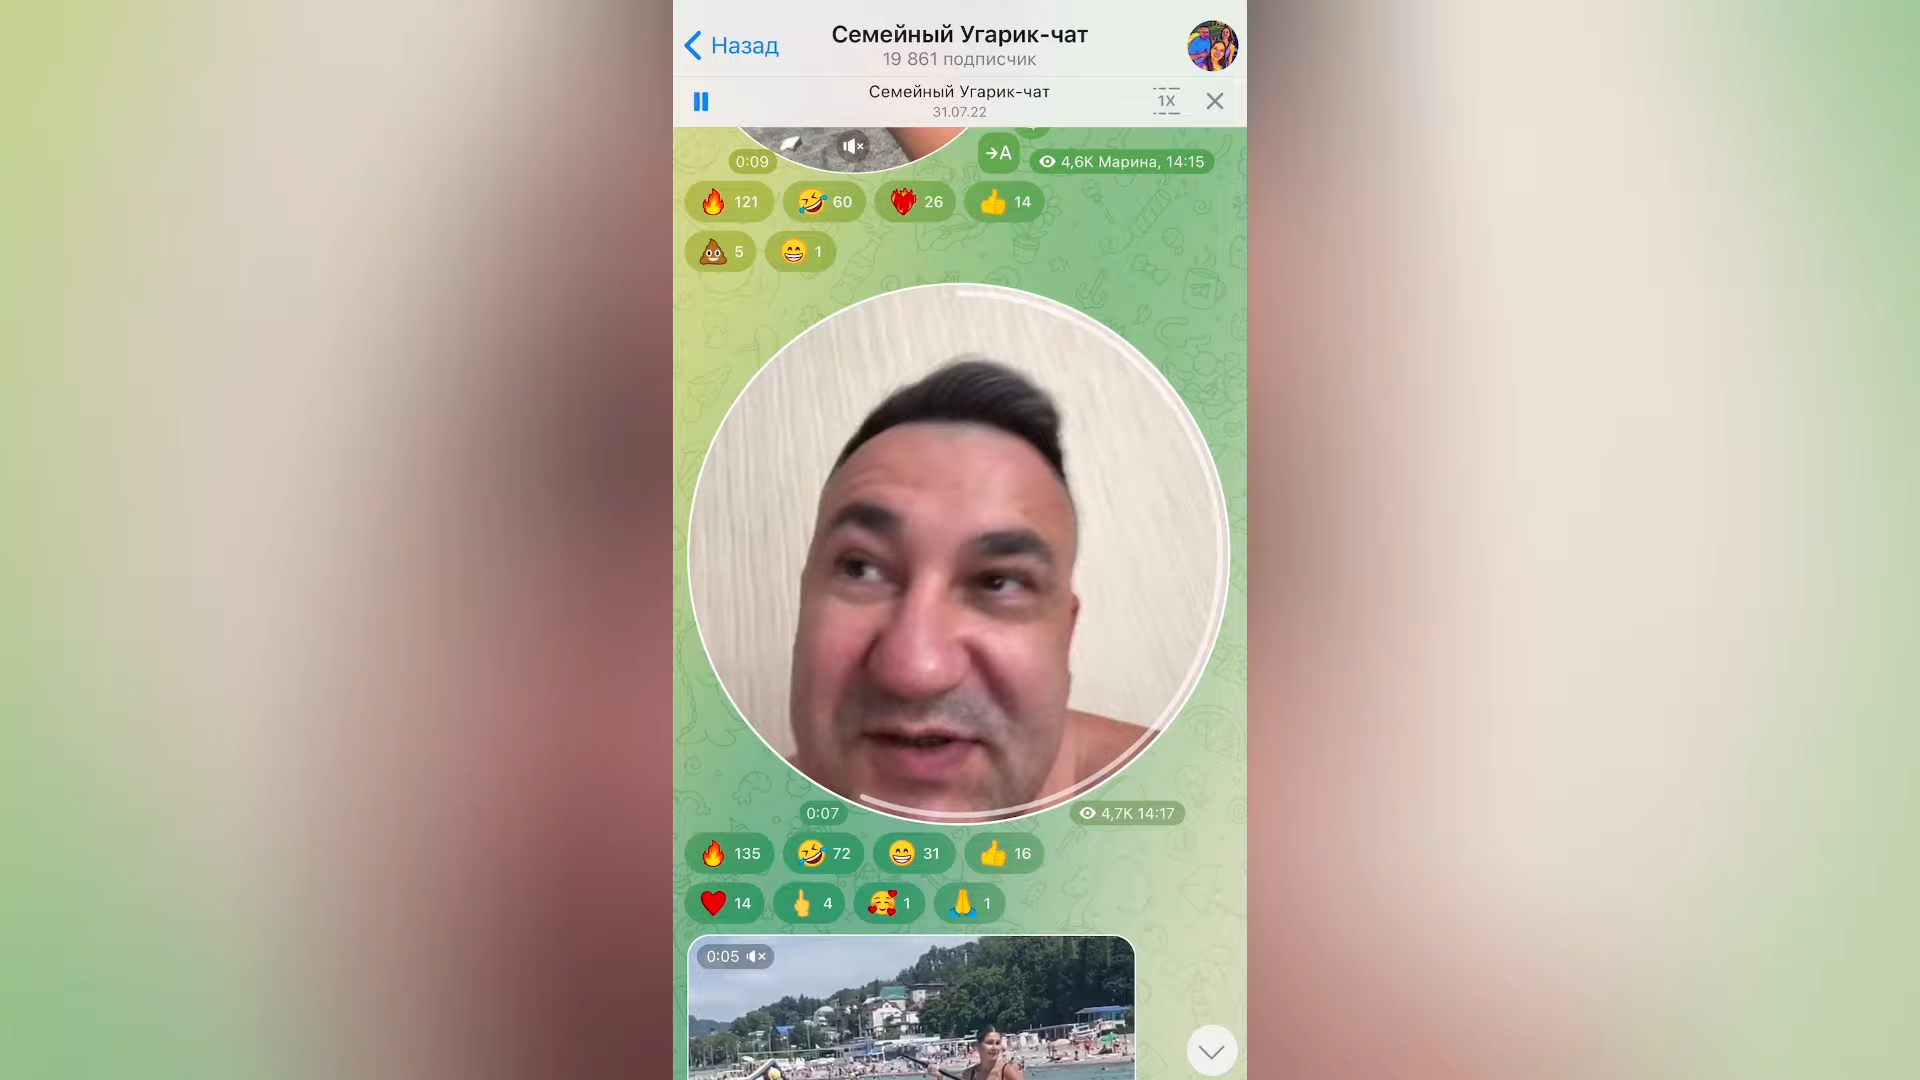 Назад
Семейный Угарик-чат
19 861 подписчик
Семейный Угарик-чат
31.07.22
1X
0:09
→A
4,6K Марина, 14:15
121
60
26
14
5
1
0:07
4,7K 14:17
135
72
31
16
14
4
1
1
0:05